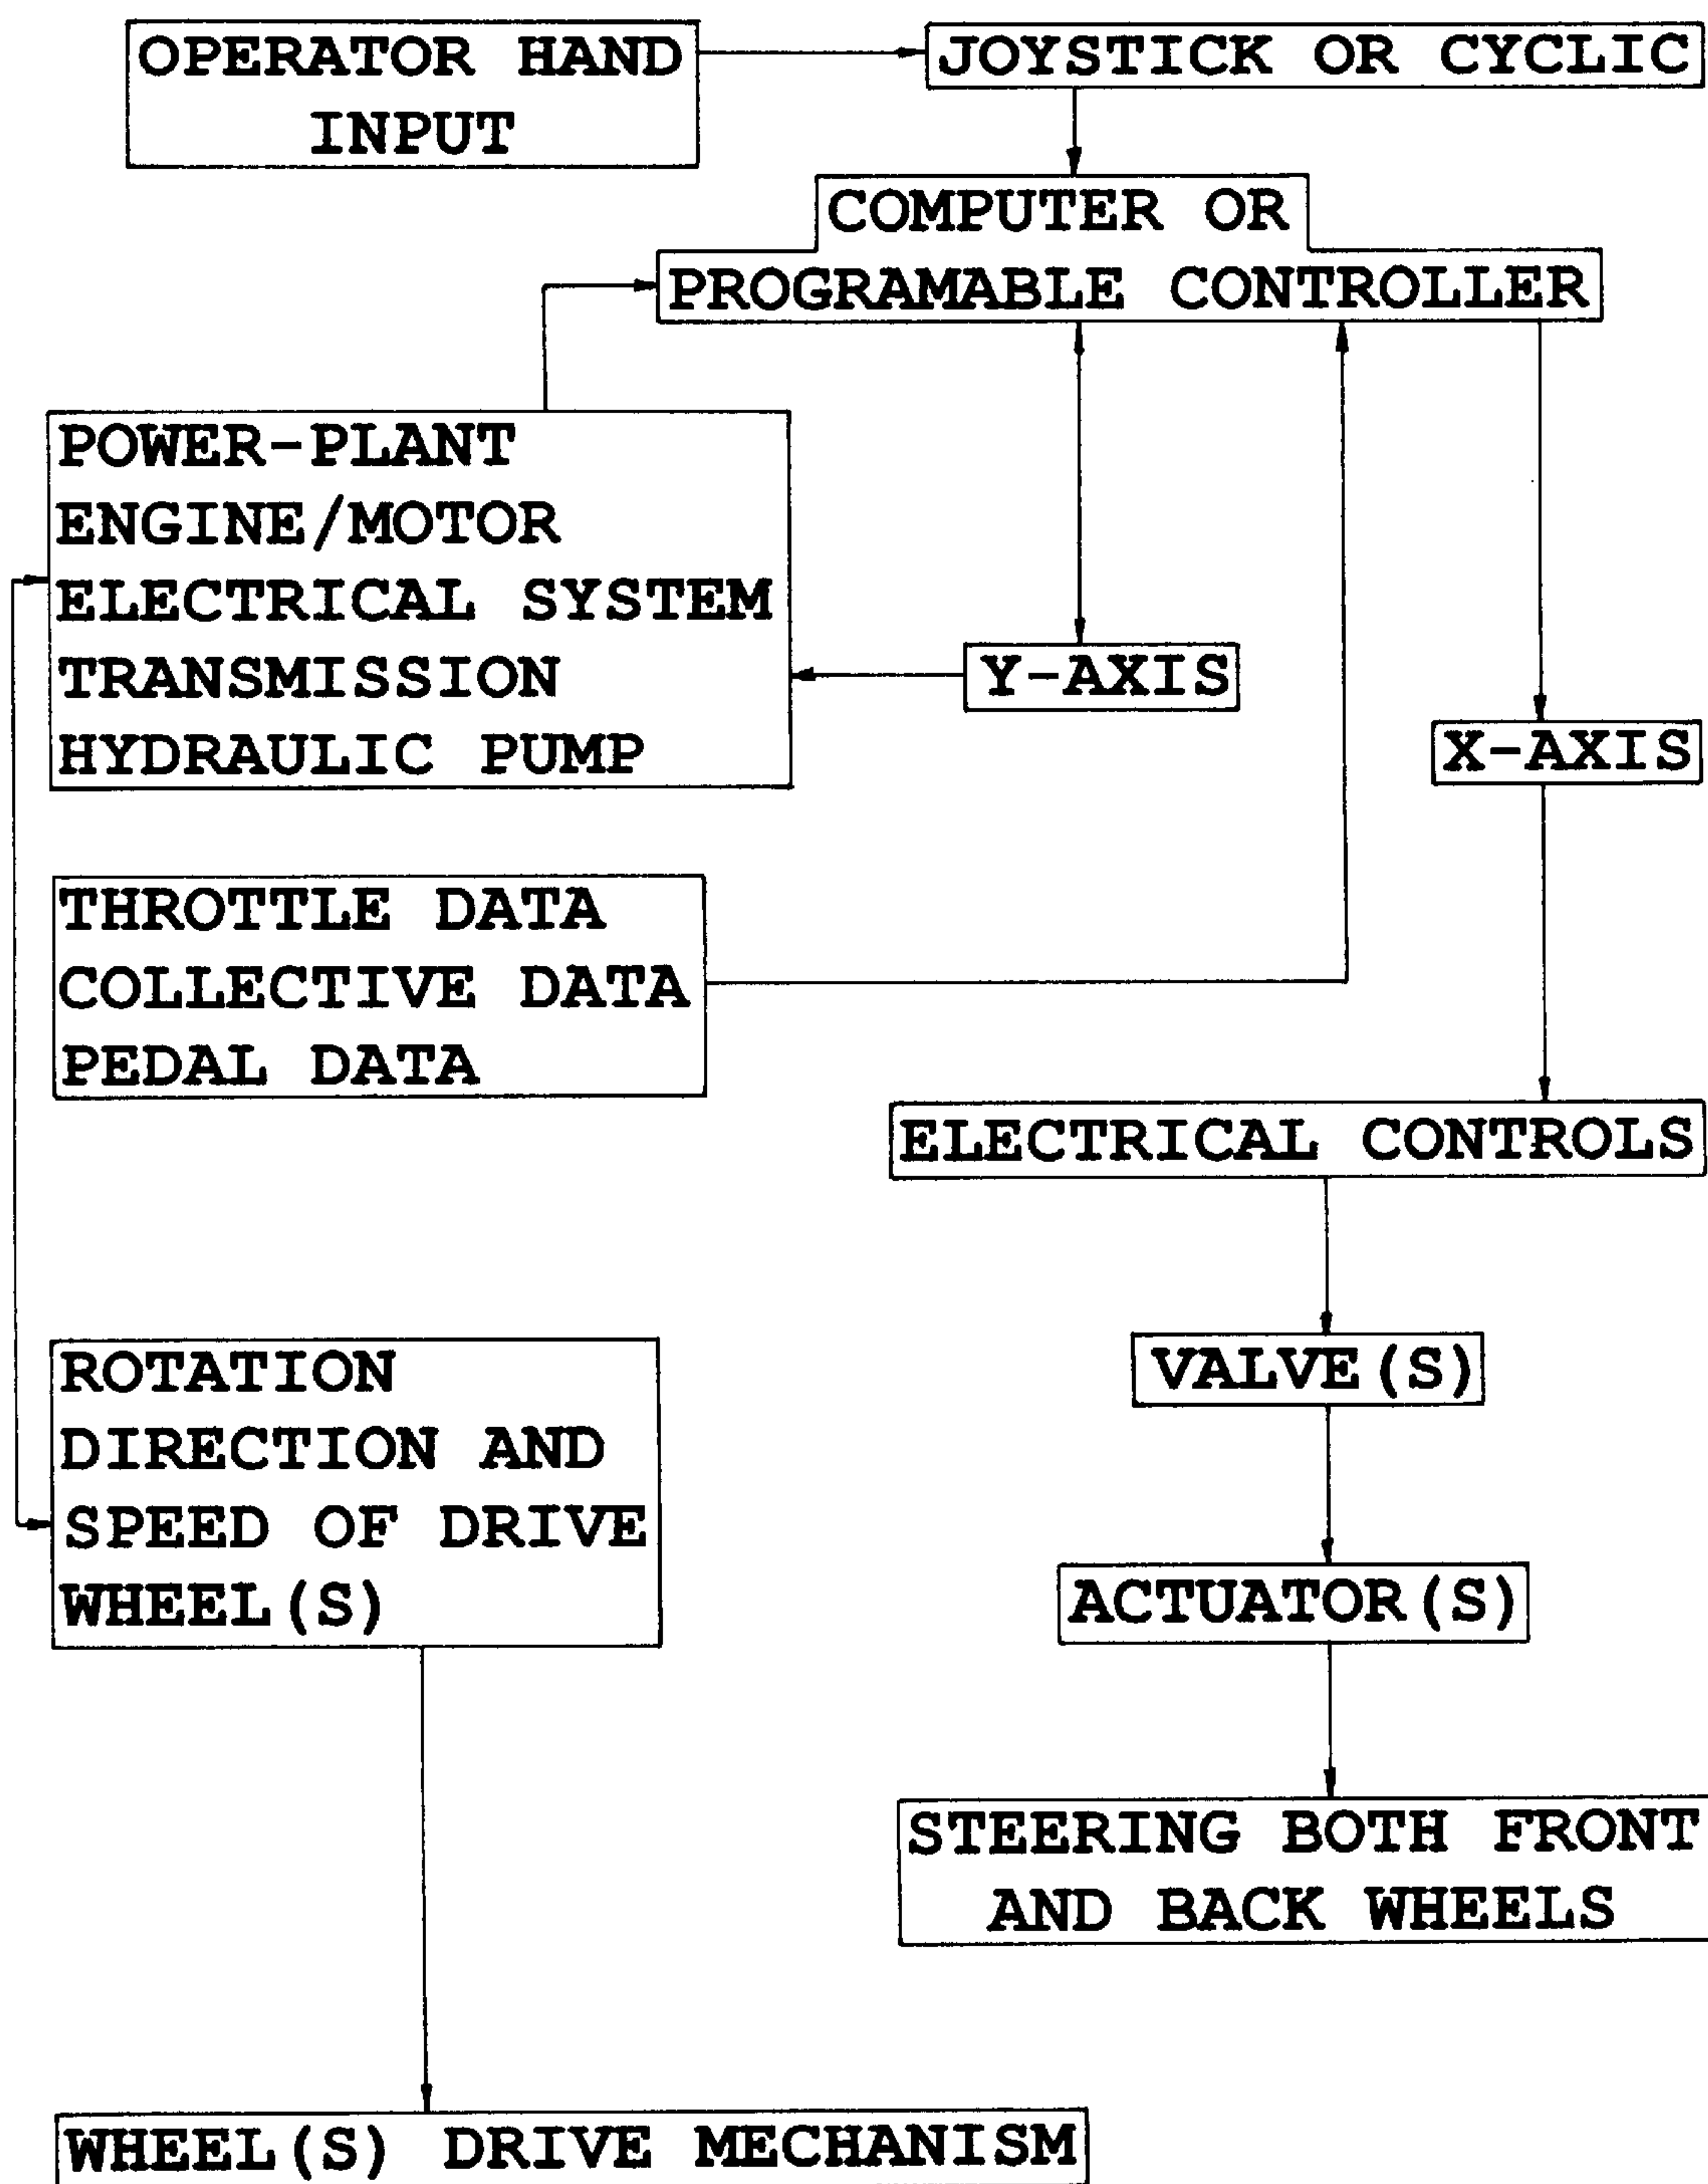 OPERATOR HAND
INPUT
JOYSTICK OR CYCLIC
COMPUTER OR
PROGRAMABLE CONTROLLER
POWER-PLANT
ENGINE/MOTOR
ELECTRICAL SYSTEM
TRANSMISSION
HYDRAULIC PUMP
Y-AXIS
X-AXIS
THROTTLE DATA
COLLECTIVE DATA
PEDAL DATA
ELECTRICAL CONTROLS
ROTATION
DIRECTION AND
SPEED OF DRIVE
WHEEL(S)
VALVE(S)
ACTUATOR(S)
STEERING BOTH FRONT
AND BACK WHEELS
WHEEL(S) DRIVE MECHANISM